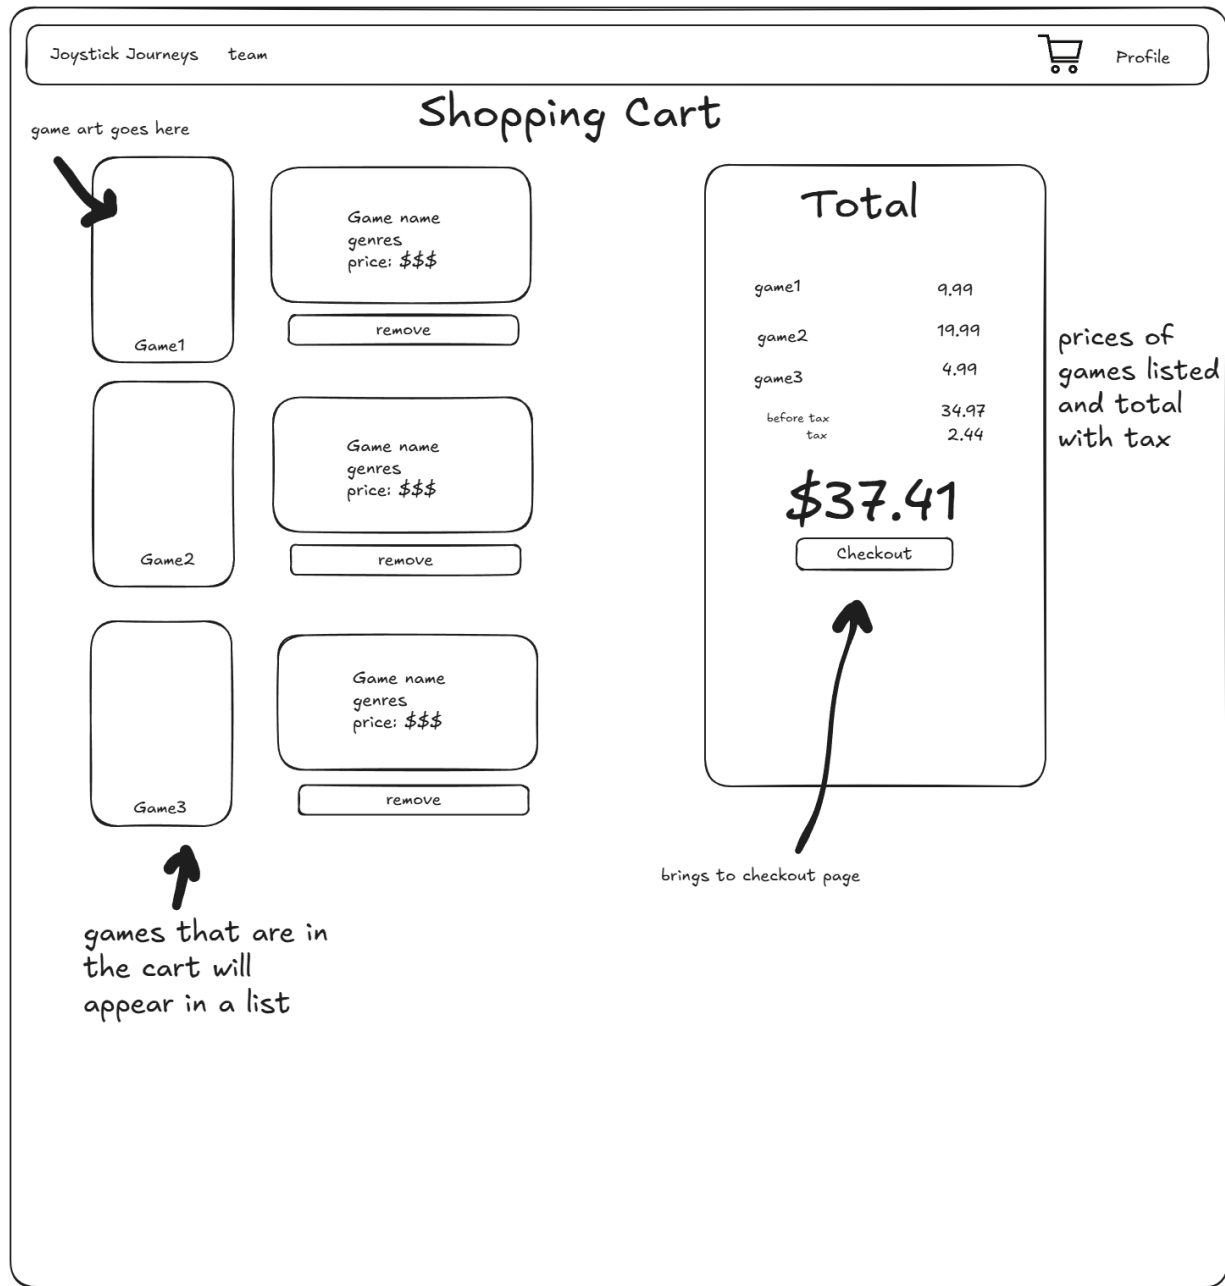 Joystick Journeys team Profile
Shopping Cart
game art goes here
Game1
Game name
genres
price: $$$
remove
Game2
Game name
genres
price: $$$
remove
Game3
Game name
genres
price: $$$
remove
games that are in
the cart will
appear in a list
Total
game1 9.99
game2 19.99
game3 4.99
before tax 34.97
tax 2.44
$37.41
Checkout
prices of
games listed
and total
with tax
brings to checkout page